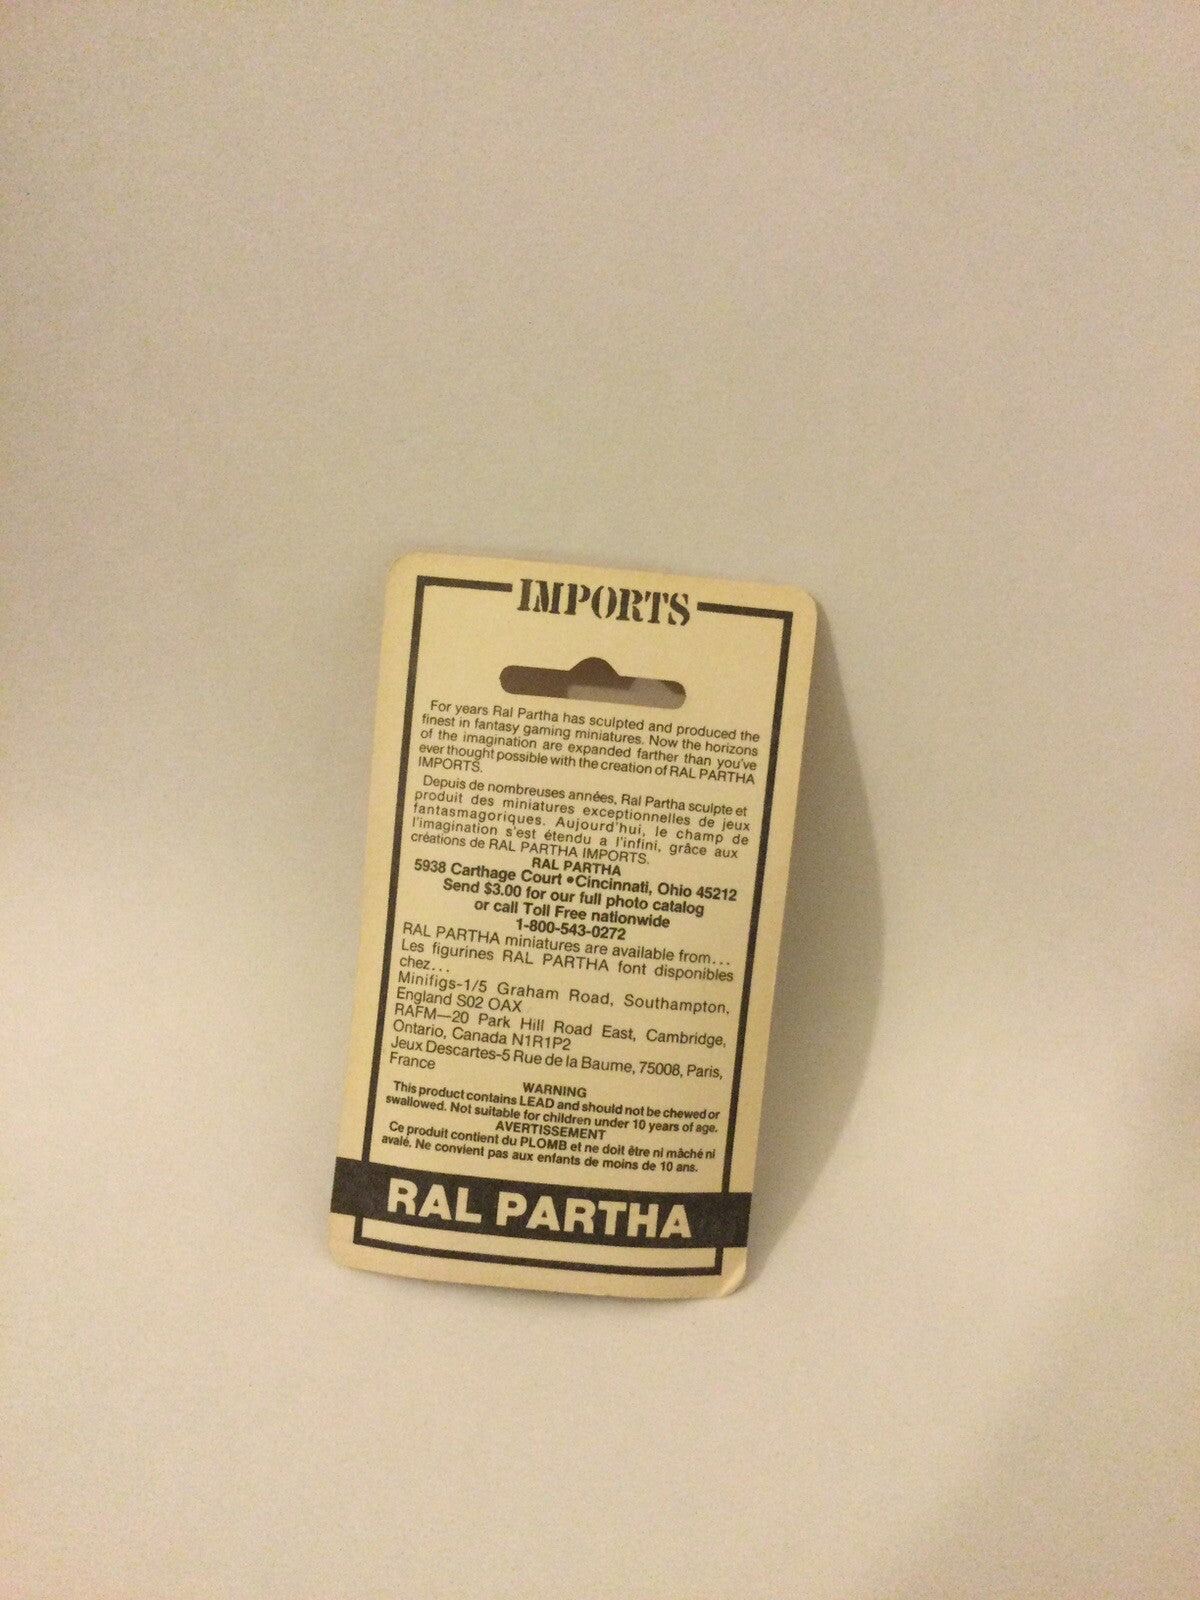 IMPORTS
For years Ral Partha has sculpted and produced the
finest in fantasy gaming miniatures. Now the horizons
of the imagination are expanded farther than you've
ever thought possible with the creation of RAL PARTHA
IMPORTS.
Depuis de nombreuses années, Ral Partha sculpte et
produit des miniatures exceptionnelles de jeux
fantasmagoriques. Aujourd'hui, le champ de
l'imagination s'est étendu a l'infini, grâce aux
créations de RAL PARTHA IMPORTS.
RAL PARTHA
5938 Carthage Court •Cincinnati, Ohio 45212
Send $3.00 for our full photo catalog
or call Toll Free nationwide
1-800-543-0272
RAL PARTHA miniatures are available from...
Les figurines RAL PARTHA font disponibles
chez...
Minifigs-1/5 Graham Road, Southampton,
England S02 OAX
RAFM—20 Park Hill Road East, Cambridge,
Ontario, Canada N1R1P2
Jeux Descartes-5 Rue de la Baume, 75008, Paris,
France
WARNING
This product contains LEAD and should not be chewed or
swallowed. Not suitable for children under 10 years of age.
AVERTISSEMENT
Ce produit contient du PLOMB et ne doit être ni mâché ni
avalé. Ne convient pas aux enfants de moins de 10 ans.
RAL PARTHA